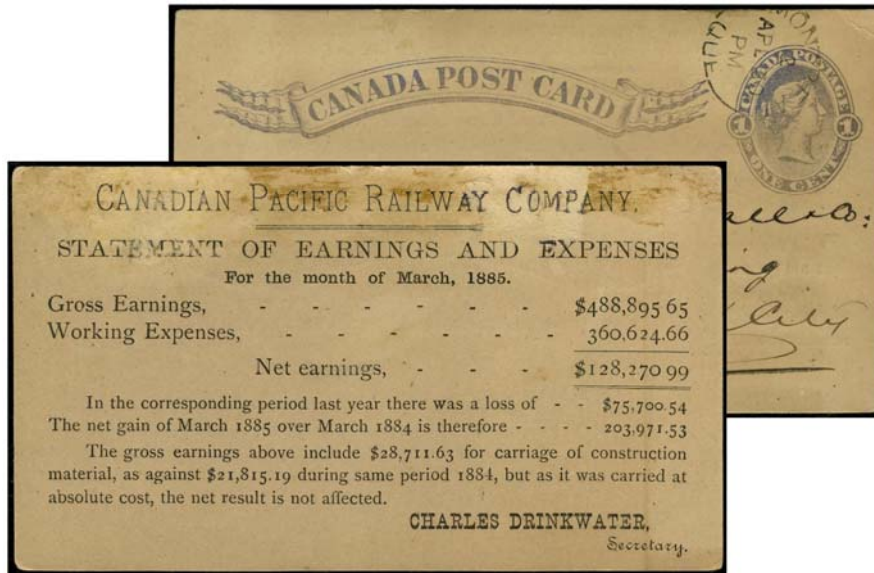 MON
AP
PM
QUE
CANADA POST CARD
CANADA POSTAGE
1 1
ONE CENT
CANADIAN PACIFIC RAILWAY COMPANY.
STATEMENT OF EARNINGS AND EXPENSES
For the month of March, 1885.
Gross Earnings, - - - - - - $488,895 65
Working Expenses, - - - - - - 360,624.66
Net earnings, - - - $128,270 99
In the corresponding period last year there was a loss of - - $75,700.54
The net gain of March 1885 over March 1884 is therefore - - - - 203,971.53
The gross earnings above include $28,711.63 for carriage of construction
material, as against $21,815.19 during same period 1884, but as it was carried at
absolute cost, the net result is not affected.
CHARLES DRINKWATER,
Secretary.